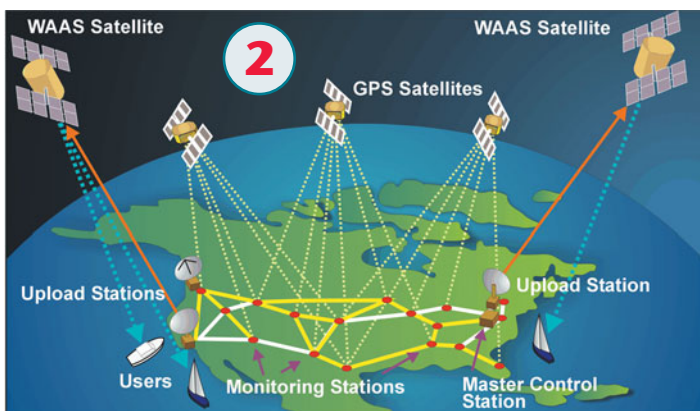 WAAS Satellite
2
WAAS Satellite
GPS Satellites
Upload Stations
Upload Station
Users
Monitoring Stations
Master Control
Station